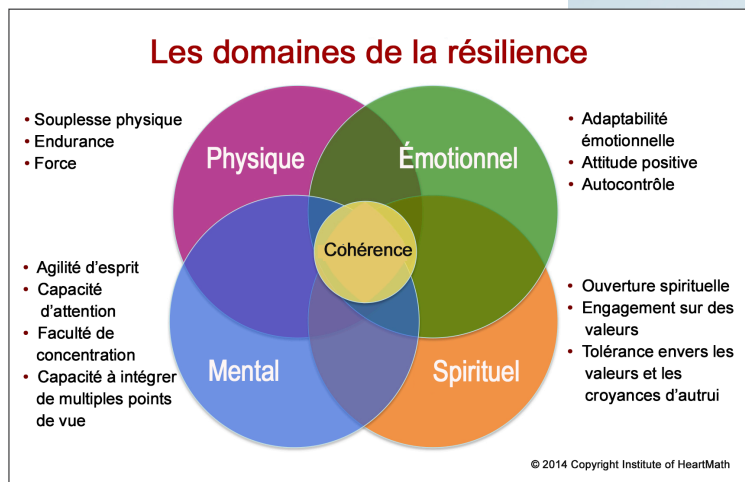 Les domaines de la résilience
• Souplesse physique
• Endurance
• Force
Physique
Émotionnel
• Adaptabilité
émotionnelle
• Attitude positive
• Autocontrôle
Cohérence
• Agilité d'esprit
• Capacité
d'attention
• Faculté de
concentration
• Capacité à intégrer
de multiples points
de vue
Mental
Spirituel
• Ouverture spirituelle
• Engagement sur des
valeurs
• Tolérance envers les
valeurs et les
croyances d'autrui
© 2014 Copyright Institute of HeartMath